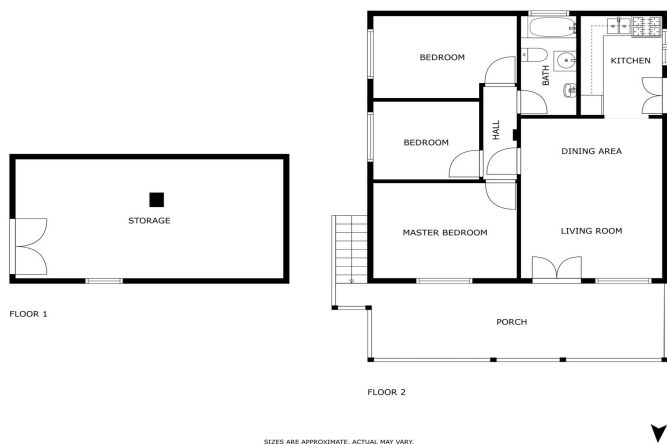 BEDROOM
BATH
KITCHEN
BEDROOM
HALL
DINING AREA
STORAGE
MASTER BEDROOM
LIVING ROOM
FLOOR 1
PORCH
FLOOR 2
SIZES ARE APPROXIMATE. ACTUAL MAY VARY.